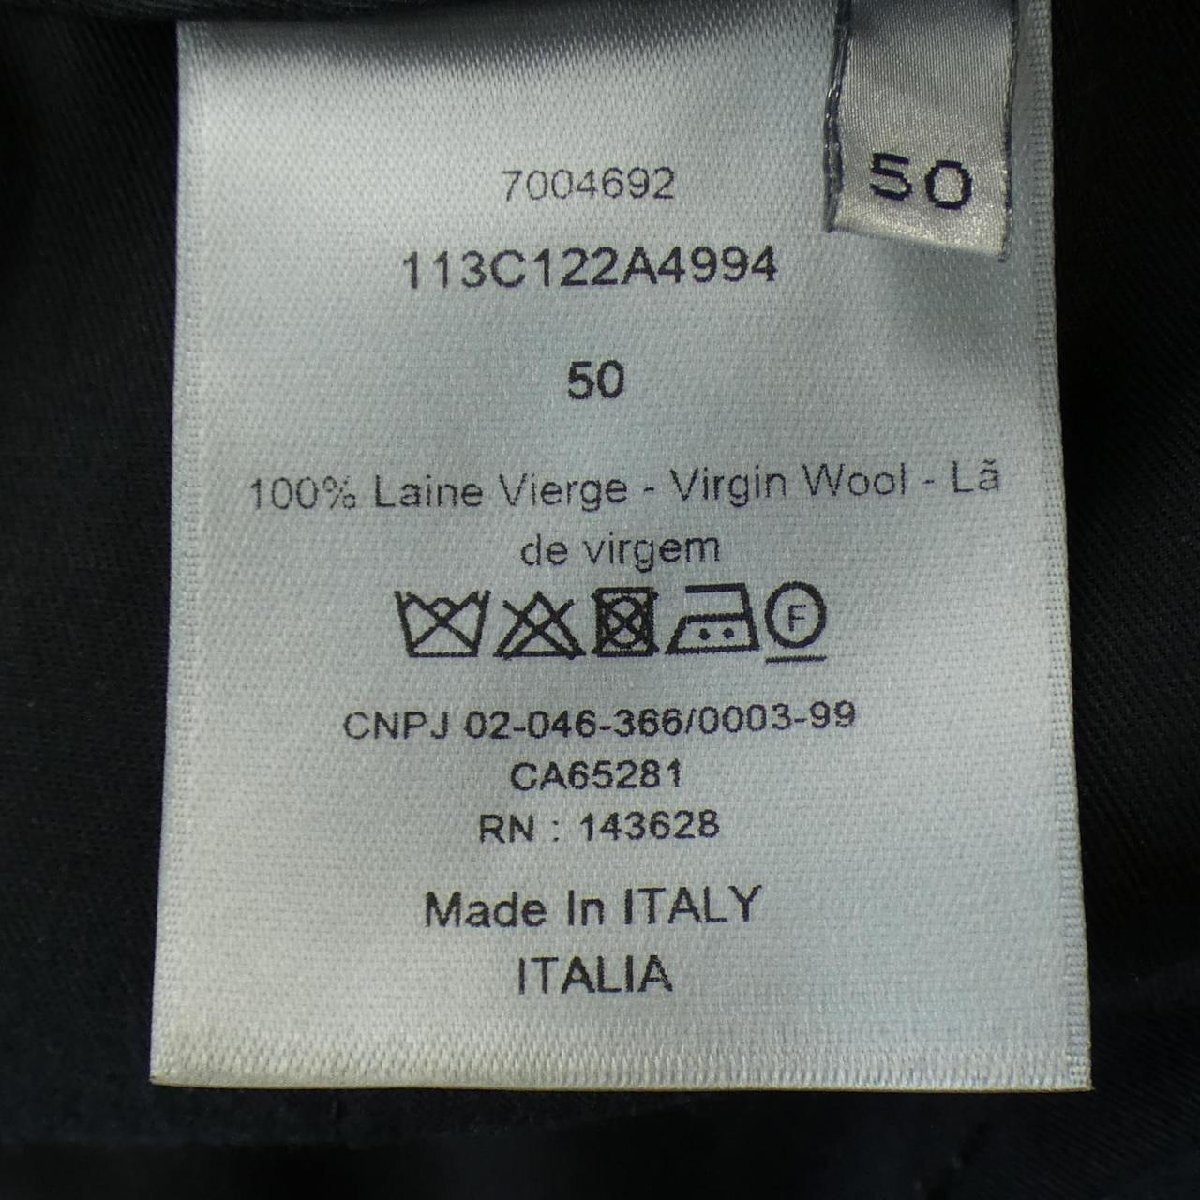 50
7004692
113C122A4994
50
100% Laine Vierge - Virgin Wool - Lã
de virgem
F
CNPJ 02-046-366/0003-99
CA65281
RN : 143628
Made In ITALY
ITALIA